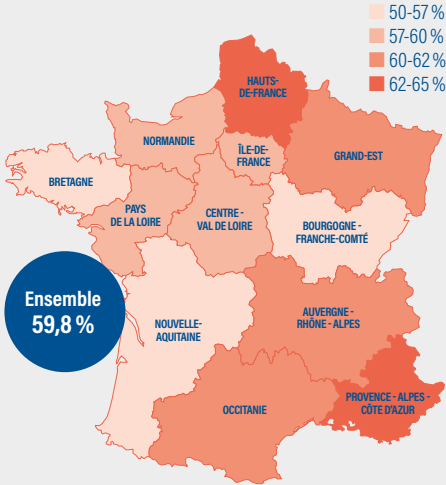 50-57 %
57-60 %
60-62 %
62-65 %
HAUTS-
DE-FRANCE
NORMANDIE
ÎLE-DE-
FRANCE
GRAND-EST
BRETAGNE
PAYS
DE LA LOIRE
CENTRE -
VAL DE LOIRE
BOURGOGNE -
FRANCHE-COMTÉ
Ensemble
59,8 %
NOUVELLE-
AQUITAINE
AUVERGNE -
RHÔNE - ALPES
OCCITANIE
PROVENCE - ALPES -
CÔTE D'AZUR